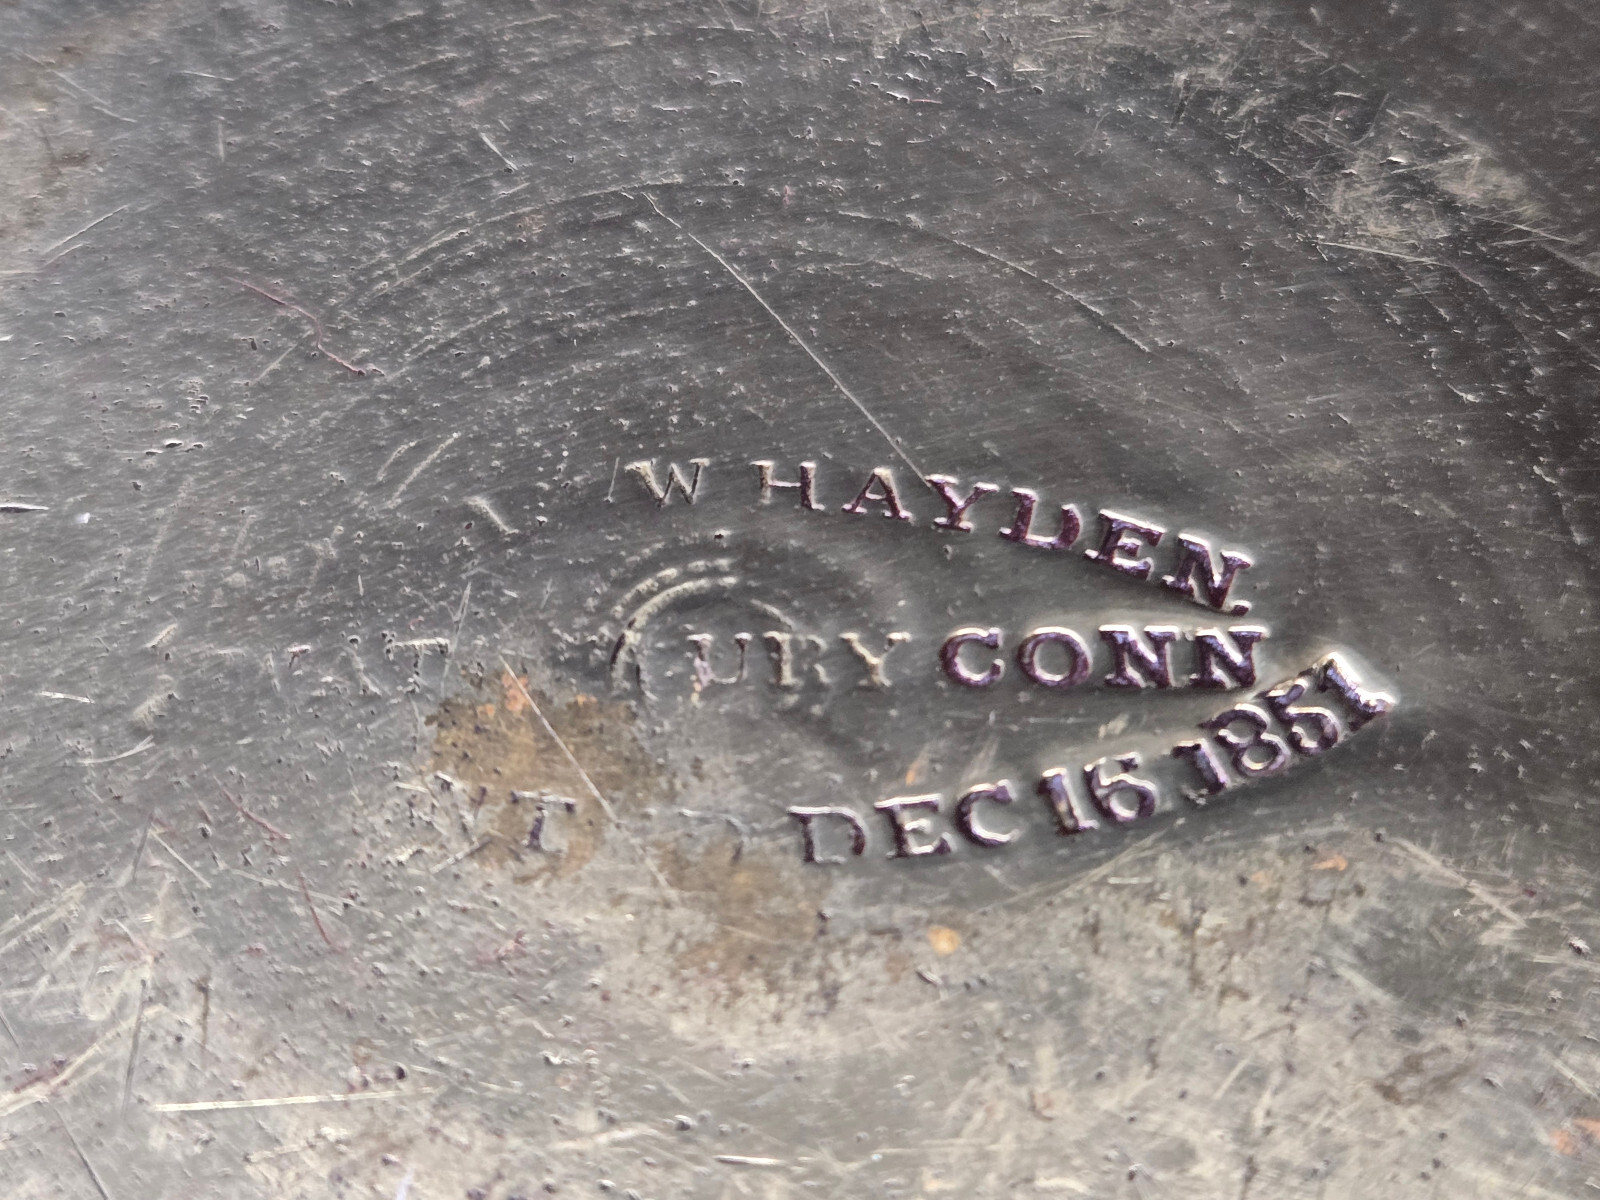 W HAYDEN
URY CONN
T D DEC 16 1851